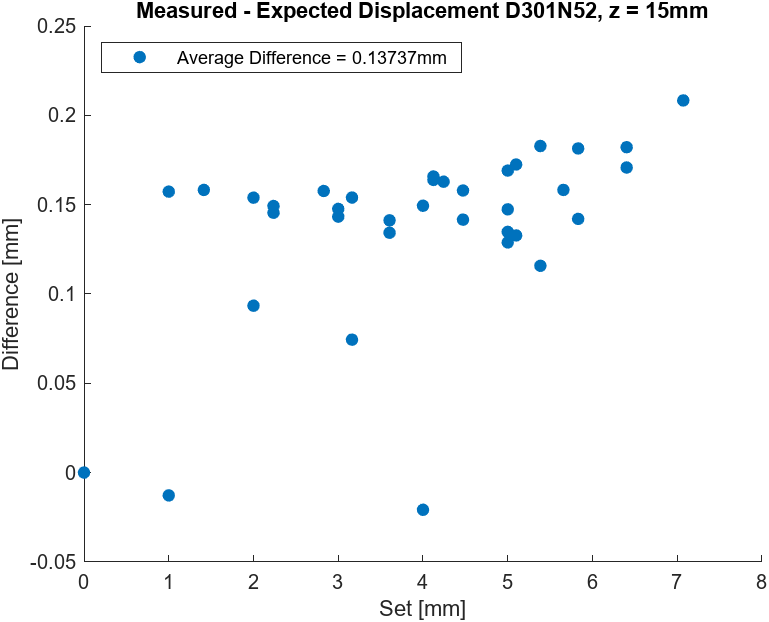 Measured - Expected Displacement D301N52, z = 15mm
Average Difference = 0.13737mm
0.25
0.2
0.15
0.1
0.05
0
-0.05
Difference [mm]
0 1 2 3 4 5 6 7 8
Set [mm]